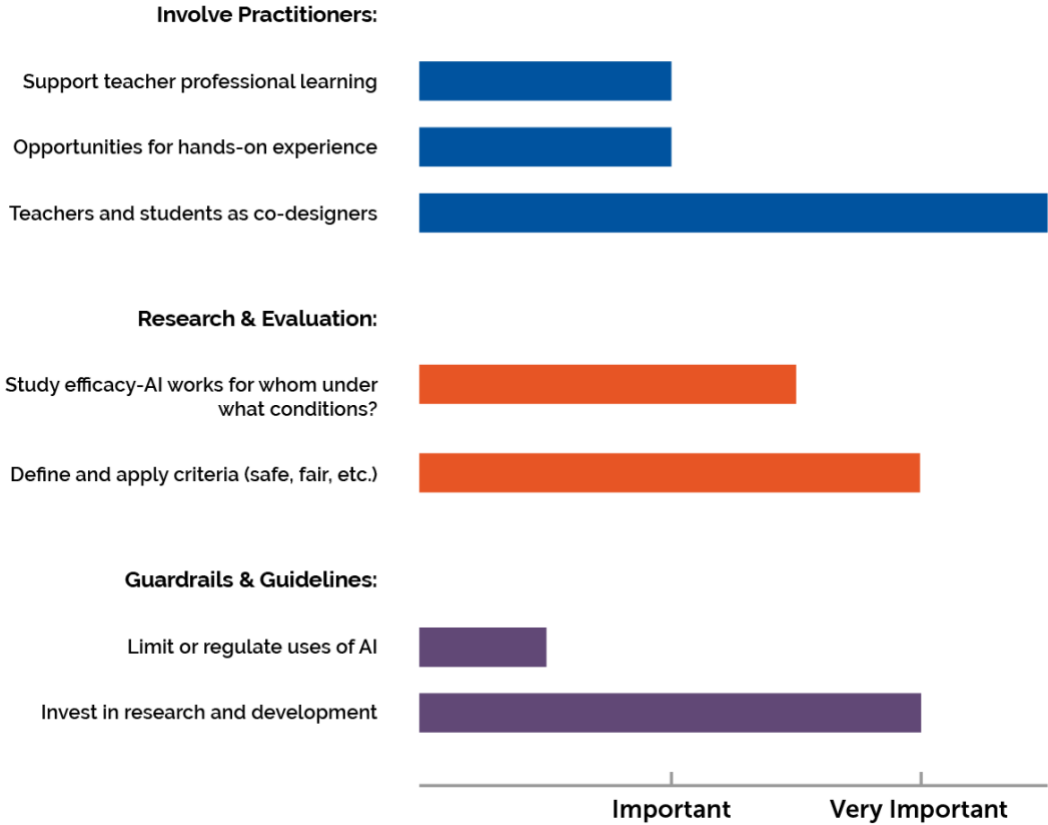 Involve Practitioners:
Support teacher professional learning
Opportunities for hands-on experience
Teachers and students as co-designers
Research & Evaluation:
Study efficacy-AI works for whom under
what conditions?
Define and apply criteria (safe, fair, etc.)
Guardrails & Guidelines:
Limit or regulate uses of AI
Invest in research and development
Important
Very Important